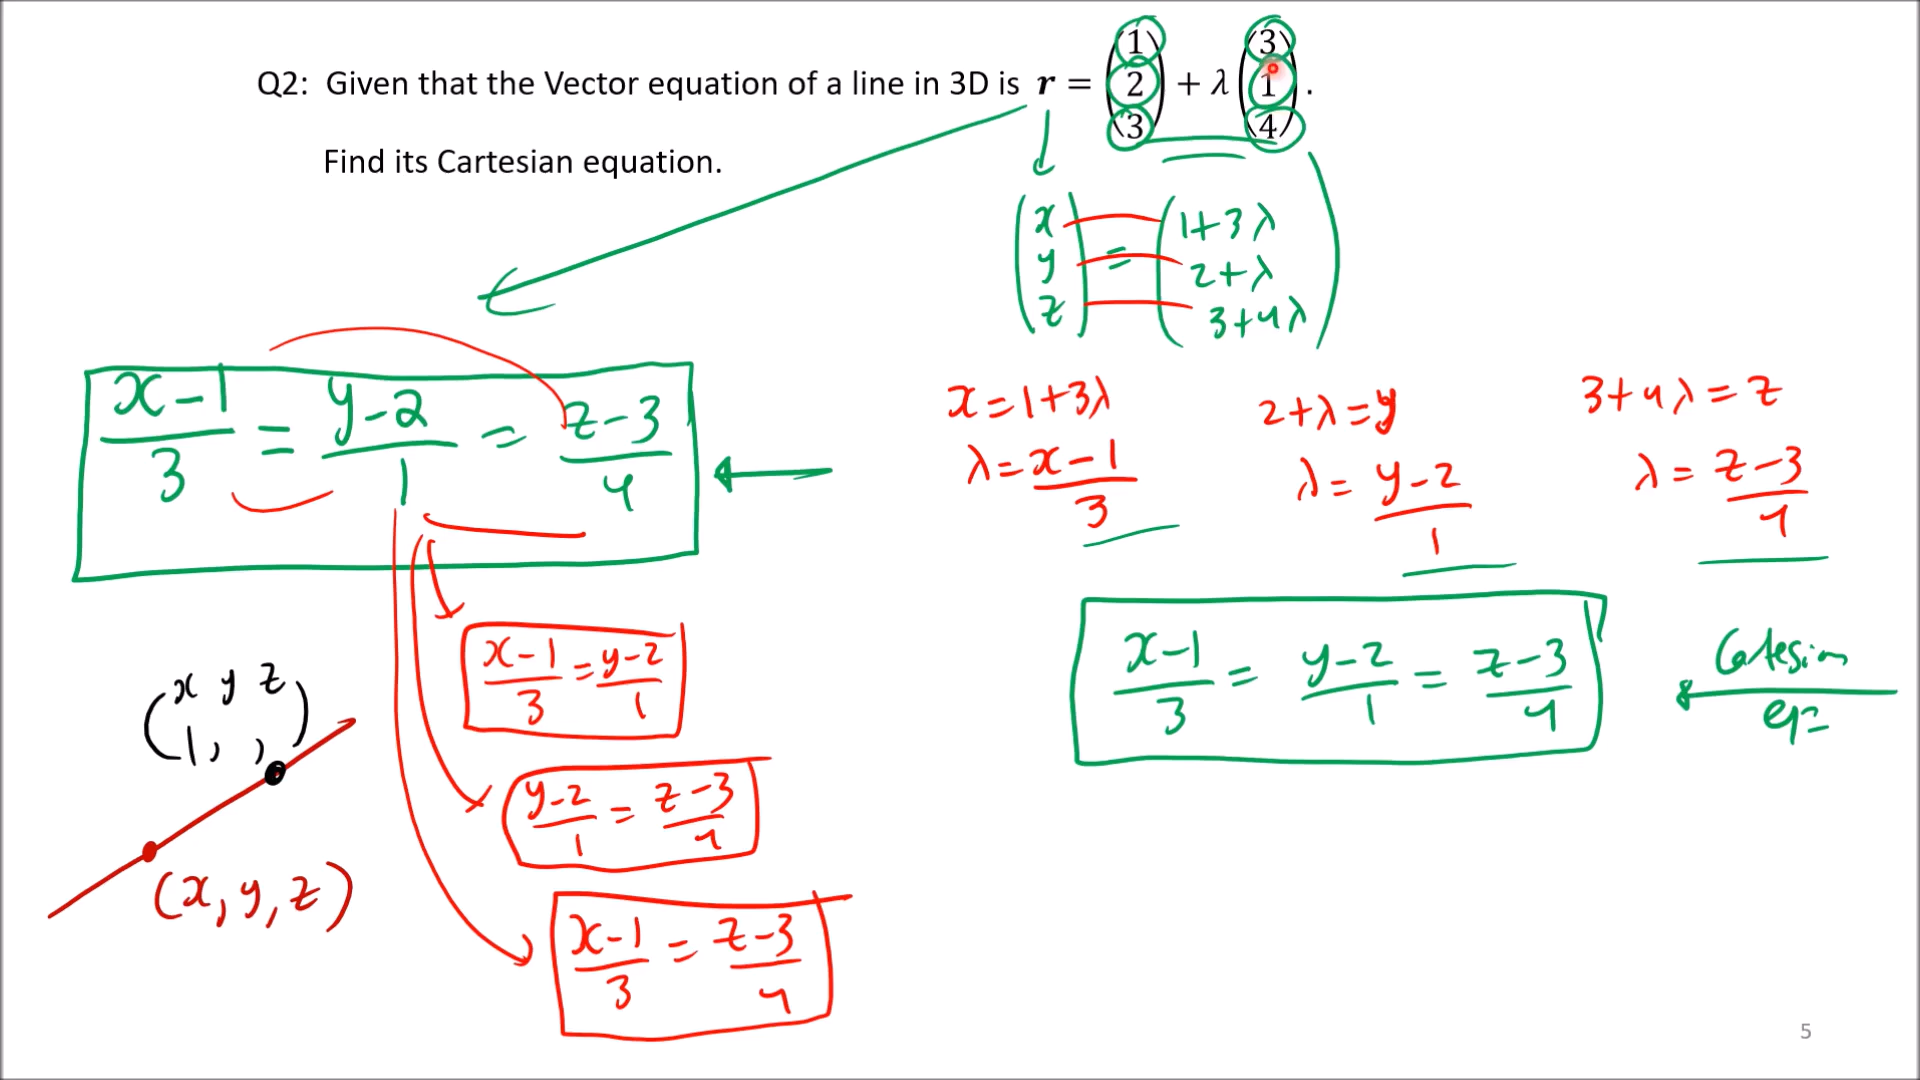 Q2: Given that the Vector equation of a line in 3D is r = (1 2 3) + λ (3 1 4).
Find its Cartesian equation.
(x y z) = (1+3λ 2+λ 3+4λ)
x=1+3λ 2+λ=y 3+4λ=z
λ=x-1/3 λ=y-2/1 λ=z-3/4
x-1/3 = y-2/1 = z-3/4
x-1/3 = y-2/1 = z-3/4
Cartesian
eq=
x-1/3=y-2/1
y-2/1 = z-3/4
x-1/3 = z-3/4
x y z
(1, , )
(x, y, z)
5